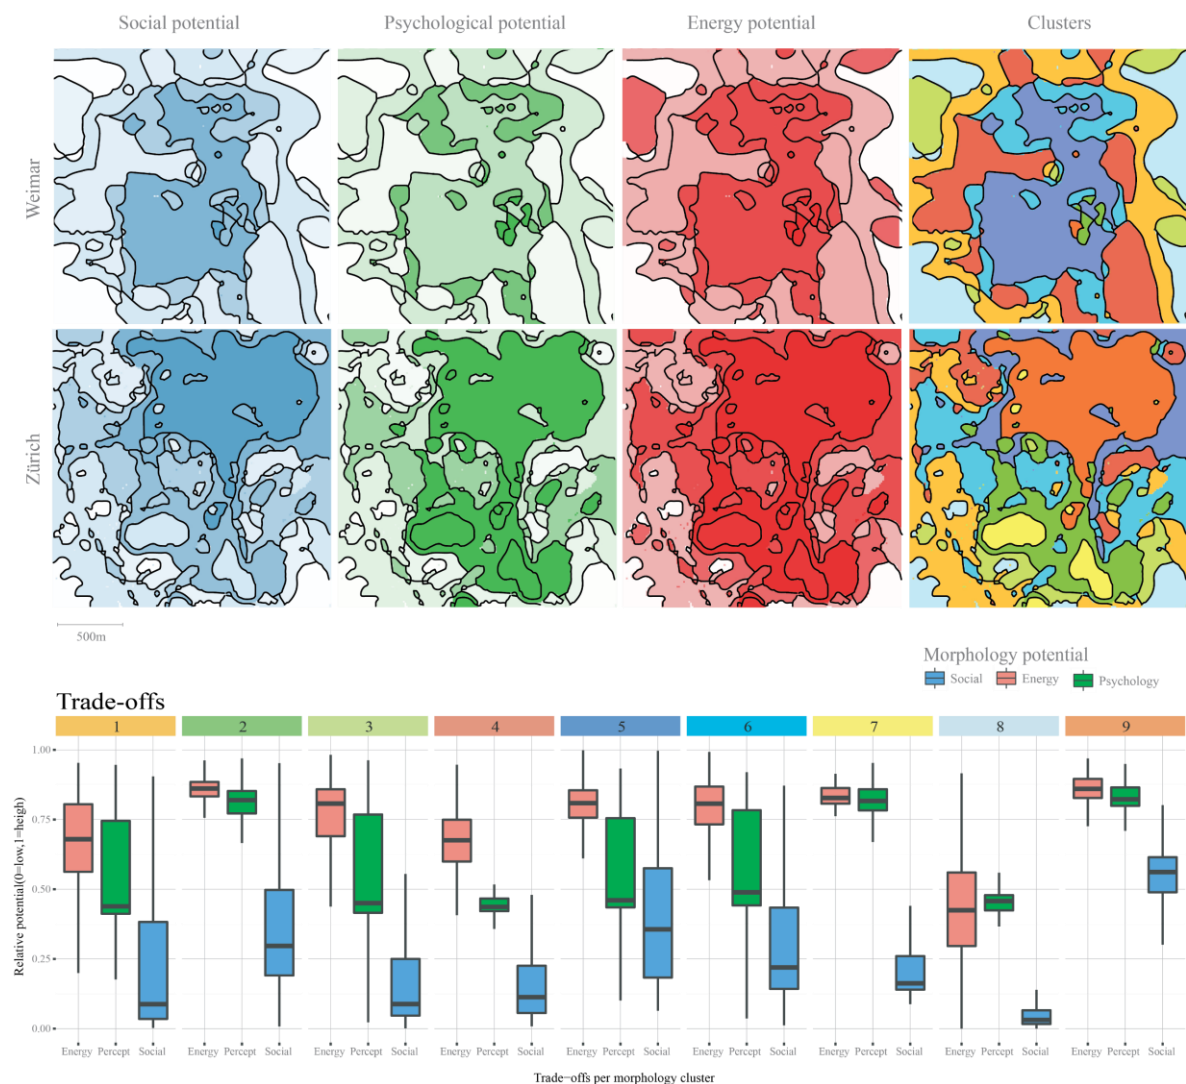 Social potential Psychological potential Energy potential Clusters
Weimar
Zürich
500m
Morphology potential
Social Energy Psychology
Trade-offs
1 2 3 4 5 6 7 8 9
Relative potential(0=low,1=heigh)
1.00
0.75
0.50
0.25
0.00
Energy Percept Social Energy Percept Social Energy Percept Social Energy Percept Social Energy Percept Social Energy Percept Social Energy Percept Social Energy Percept Social Energy Percept Social
Trade-offs per morphology cluster